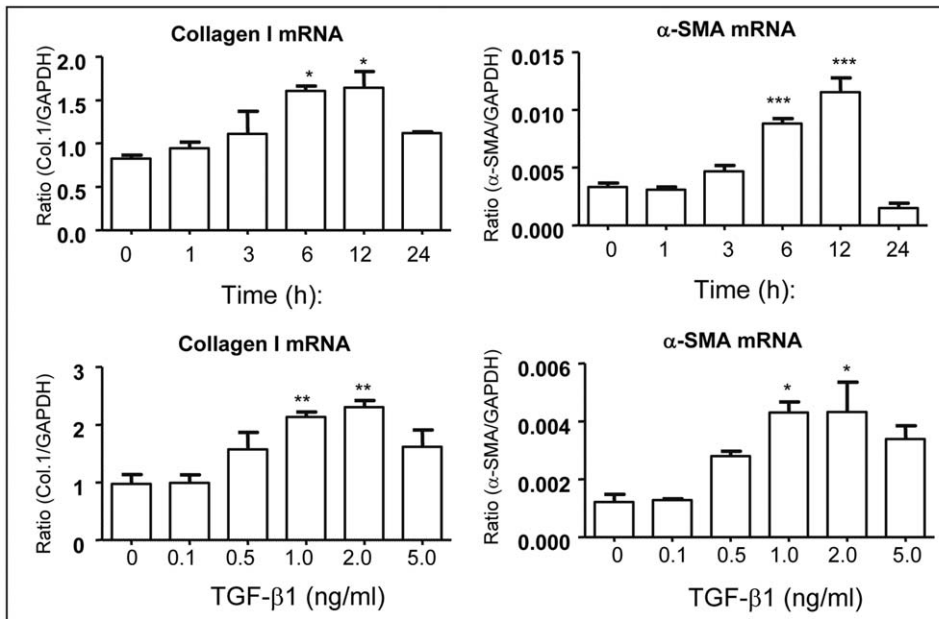 Collagen I mRNA
Ratio (Col.1/GAPDH)
2.0
1.5
1.0
0.5
0.0
* *
0 1 3 6 12 24
Time (h):
α-SMA mRNA
Ratio (α-SMA/GAPDH)
0.015
0.010
0.005
0.000
*** ***
0 1 3 6 12 24
Time (h):
Collagen I mRNA
Ratio (Col.1/GAPDH)
3
2
1
0
** **
0 0.1 0.5 1.0 2.0 5.0
TGF-β1 (ng/ml)
α-SMA mRNA
Ratio (α-SMA/GAPDH)
0.006
0.004
0.002
0.000
* *
0 0.1 0.5 1.0 2.0 5.0
TGF-β1 (ng/ml)